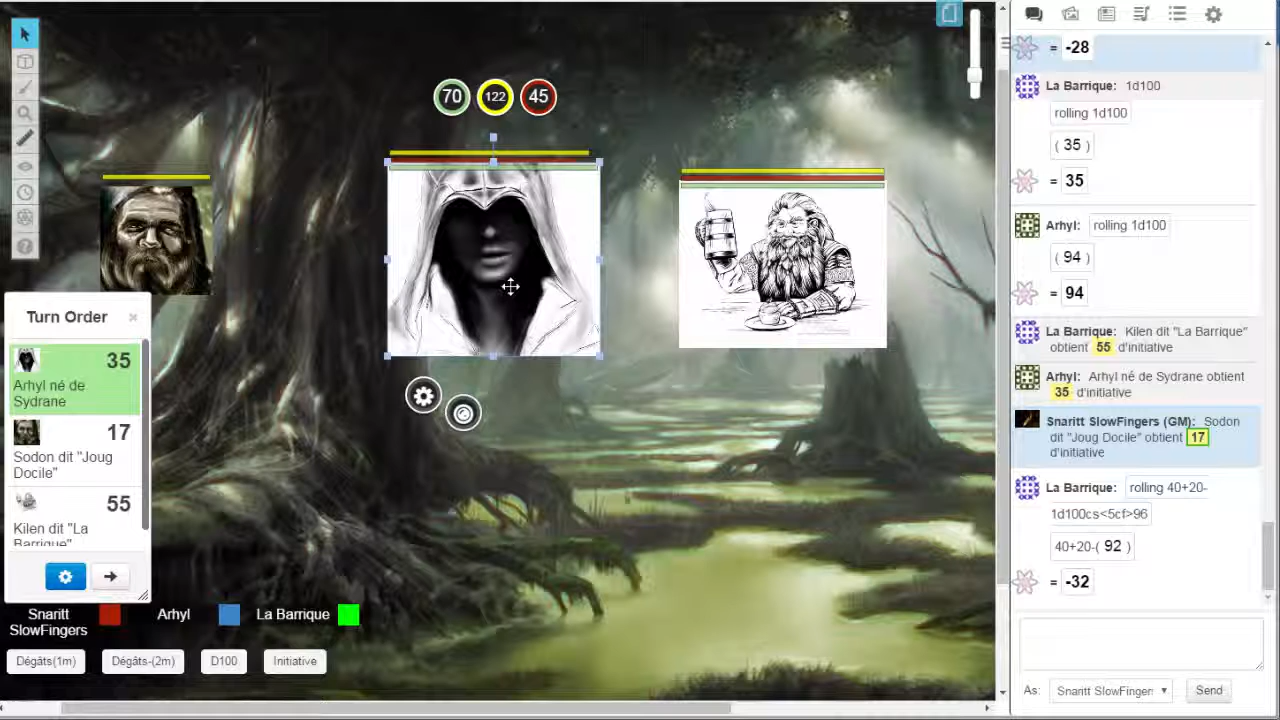 70
122
45
Turn Order
×
35
Arhyl né de
Sydrane
17
Sodon dit "Joug
Docile"
55
Kilen dit "La
Barrique"
Snaritt
SlowFingers
Arhyl
La Barrique
Dégâts(1m)
Dégâts-(2m)
D100
Initiative
= -28
La Barrique: 1d100
rolling 1d100
( 35 )
= 35
Arhyl: rolling 1d100
( 94 )
= 94
La Barrique: Kilen dit "La Barrique"
obtient 55 d'initiative
Arhyl: Arhyl né de Sydrane obtient
35 d'initiative
Snaritt SlowFingers (GM): Sodon
dit "Joug Docile" obtient 17
d'initiative
La Barrique: rolling 40+20-
1d100cs<5cf>96
40+20-( 92 )
= -32
As: Snaritt SlowFinger
Send